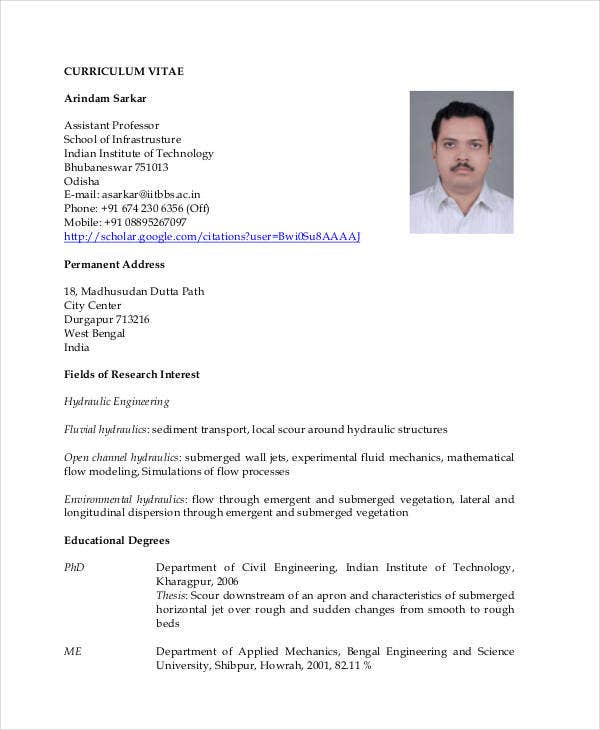 CURRICULUM VITAE
Arindam Sarkar
Assistant Professor
School of Infrastrusture
Indian Institute of Technology
Bhubaneswar 751013
Odisha
E-mail: asarkar@iitbbs.ac.in
Phone: +91 674 230 6356 (Off)
Mobile: +91 08895267097
http://scholar.google.com/citations?user=Bwi0Su8AAAAJ
Permanent Address
18, Madhusudan Dutta Path
City Center
Durgapur 713216
West Bengal
India
Fields of Research Interest
Hydraulic Engineering
Fluvial hydraulics: sediment transport, local scour around hydraulic structures
Open channel hydraulics: submerged wall jets, experimental fluid mechanics, mathematical
flow modeling, Simulations of flow processes
Environmental hydraulics: flow through emergent and submerged vegetation, lateral and
longitudinal dispersion through emergent and submerged vegetation
Educational Degrees
PhD Department of Civil Engineering, Indian Institute of Technology,
Kharagpur, 2006
Thesis: Scour downstream of an apron and characteristics of submerged
horizontal jet over rough and sudden changes from smooth to rough
beds
ME Department of Applied Mechanics, Bengal Engineering and Science
University, Shibpur, Howrah, 2001, 82.11 %